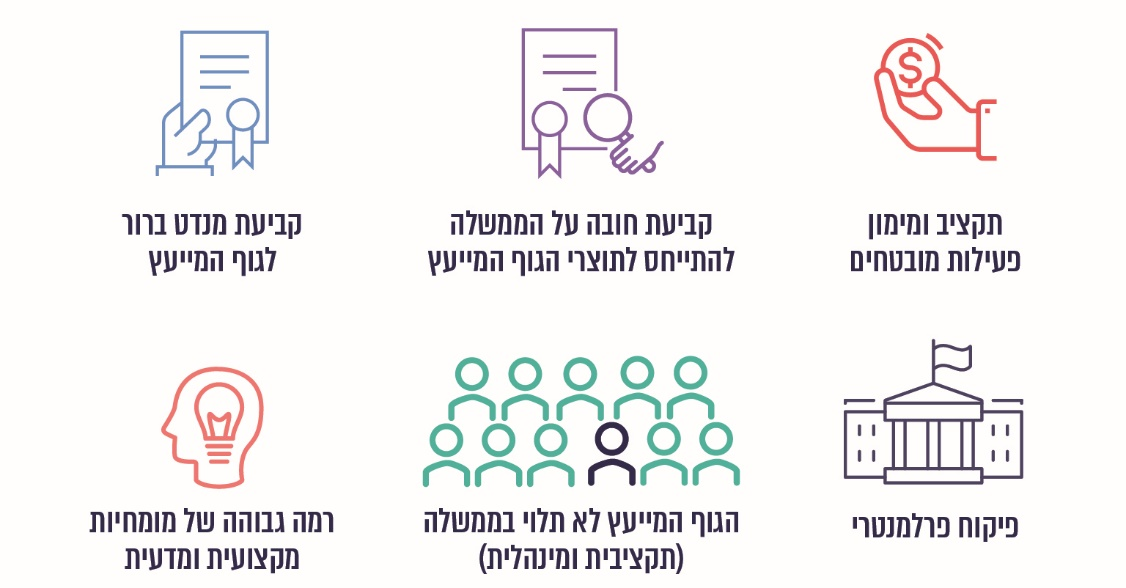 תקציב ומימון
פעילות מובטחים
קביעת חובה על הממשלה
להתייחס לתוצרי הגוף המייעץ
קביעת מנדט ברור
לגוף המייעץ
פיקוח פרלמנטרי
הגוף המייעץ לא תלוי בממשלה
(תקציבית ומינהלית)
רמה גבוהה של מומחיות
מקצועית ומדעית